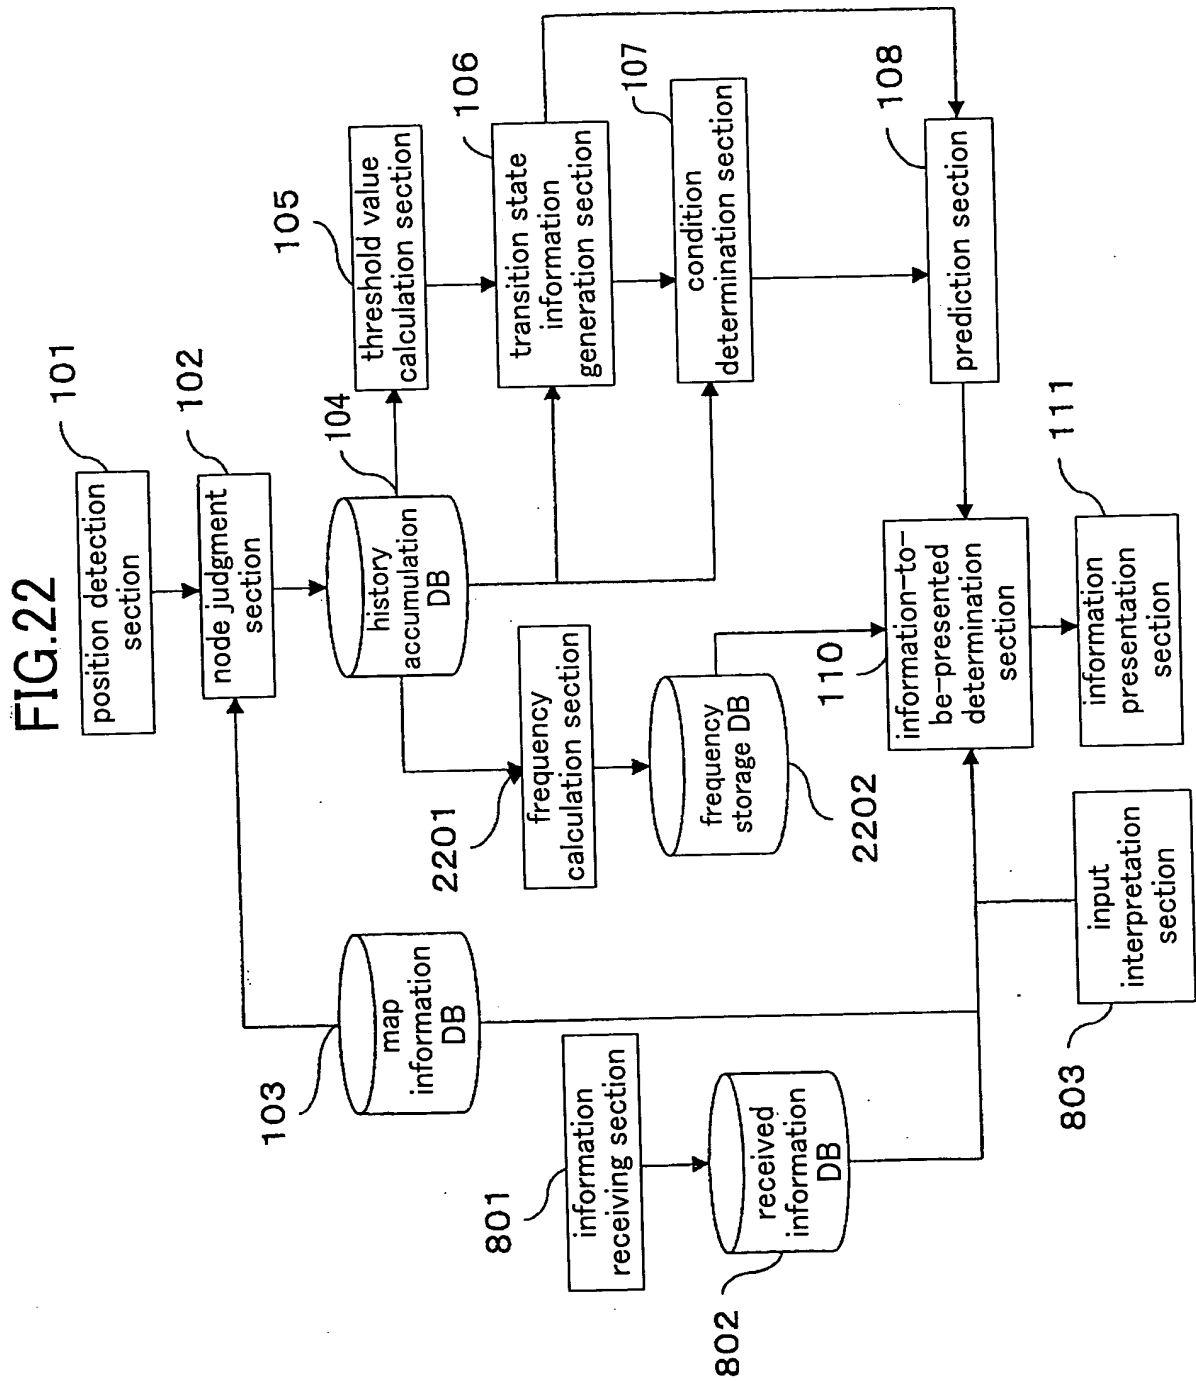 FIG.22
101
position detection
section
102
node judgment
section
103
map
information
DB
104
history
accumulation
DB
105
threshold value
calculation section
106
transition state
information
generation section
107
condition
determination section
108
prediction section
2201
frequency
calculation section
frequency
storage DB
2202
801
information
receiving section
802
received
information
DB
803
input
interpretation
section
110
information-to-
be-presented
determination
section
111
information
presentation
section